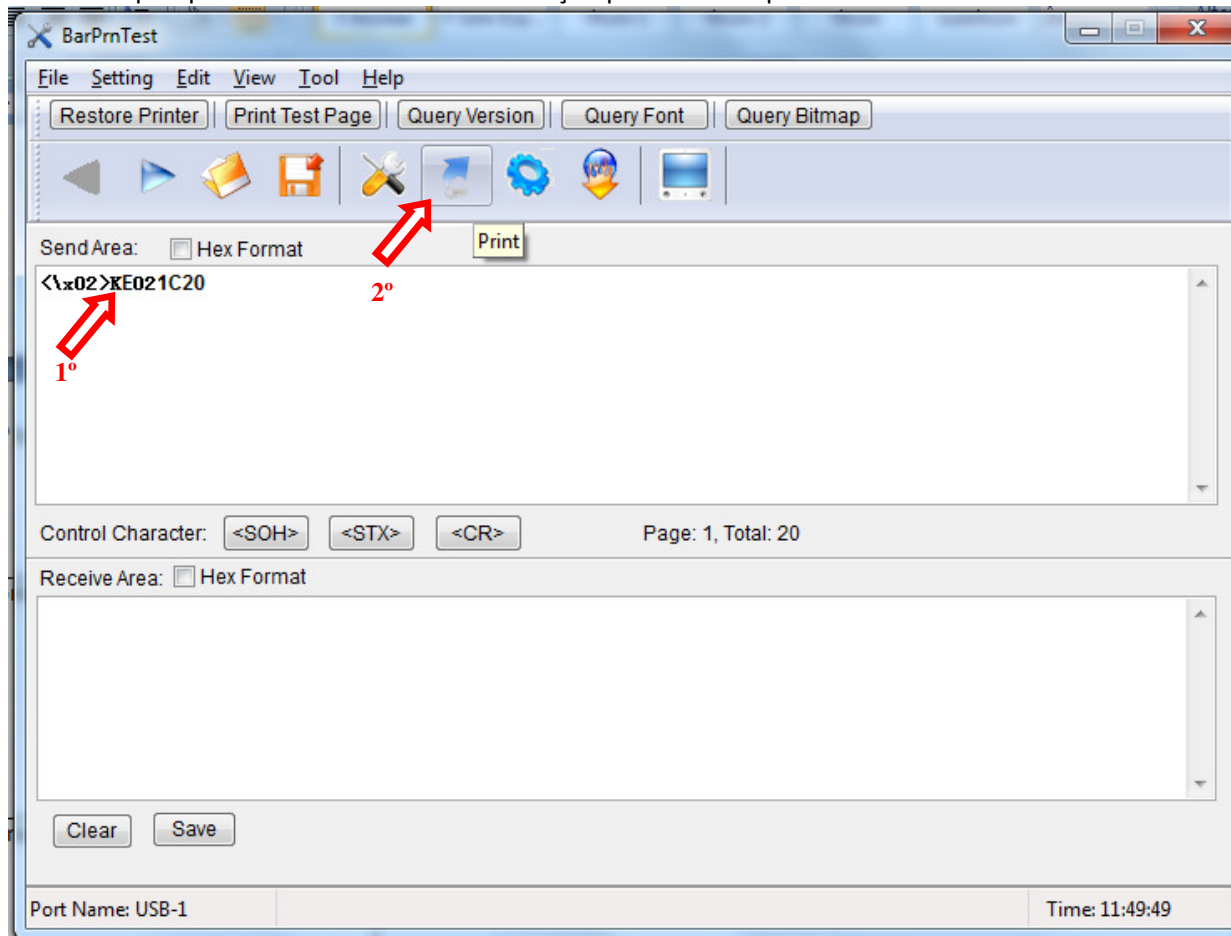 BarPrnTest
File Setting Edit View Tool Help
Restore Printer Print Test Page Query Version Query Font Query Bitmap
Send Area: Hex Format
Print
<\x02>KE021C20
2º
1º
Control Character: <SOH> <STX> <CR> Page: 1, Total: 20
Receive Area: Hex Format
Clear Save
Port Name: USB-1 Time: 11:49:49